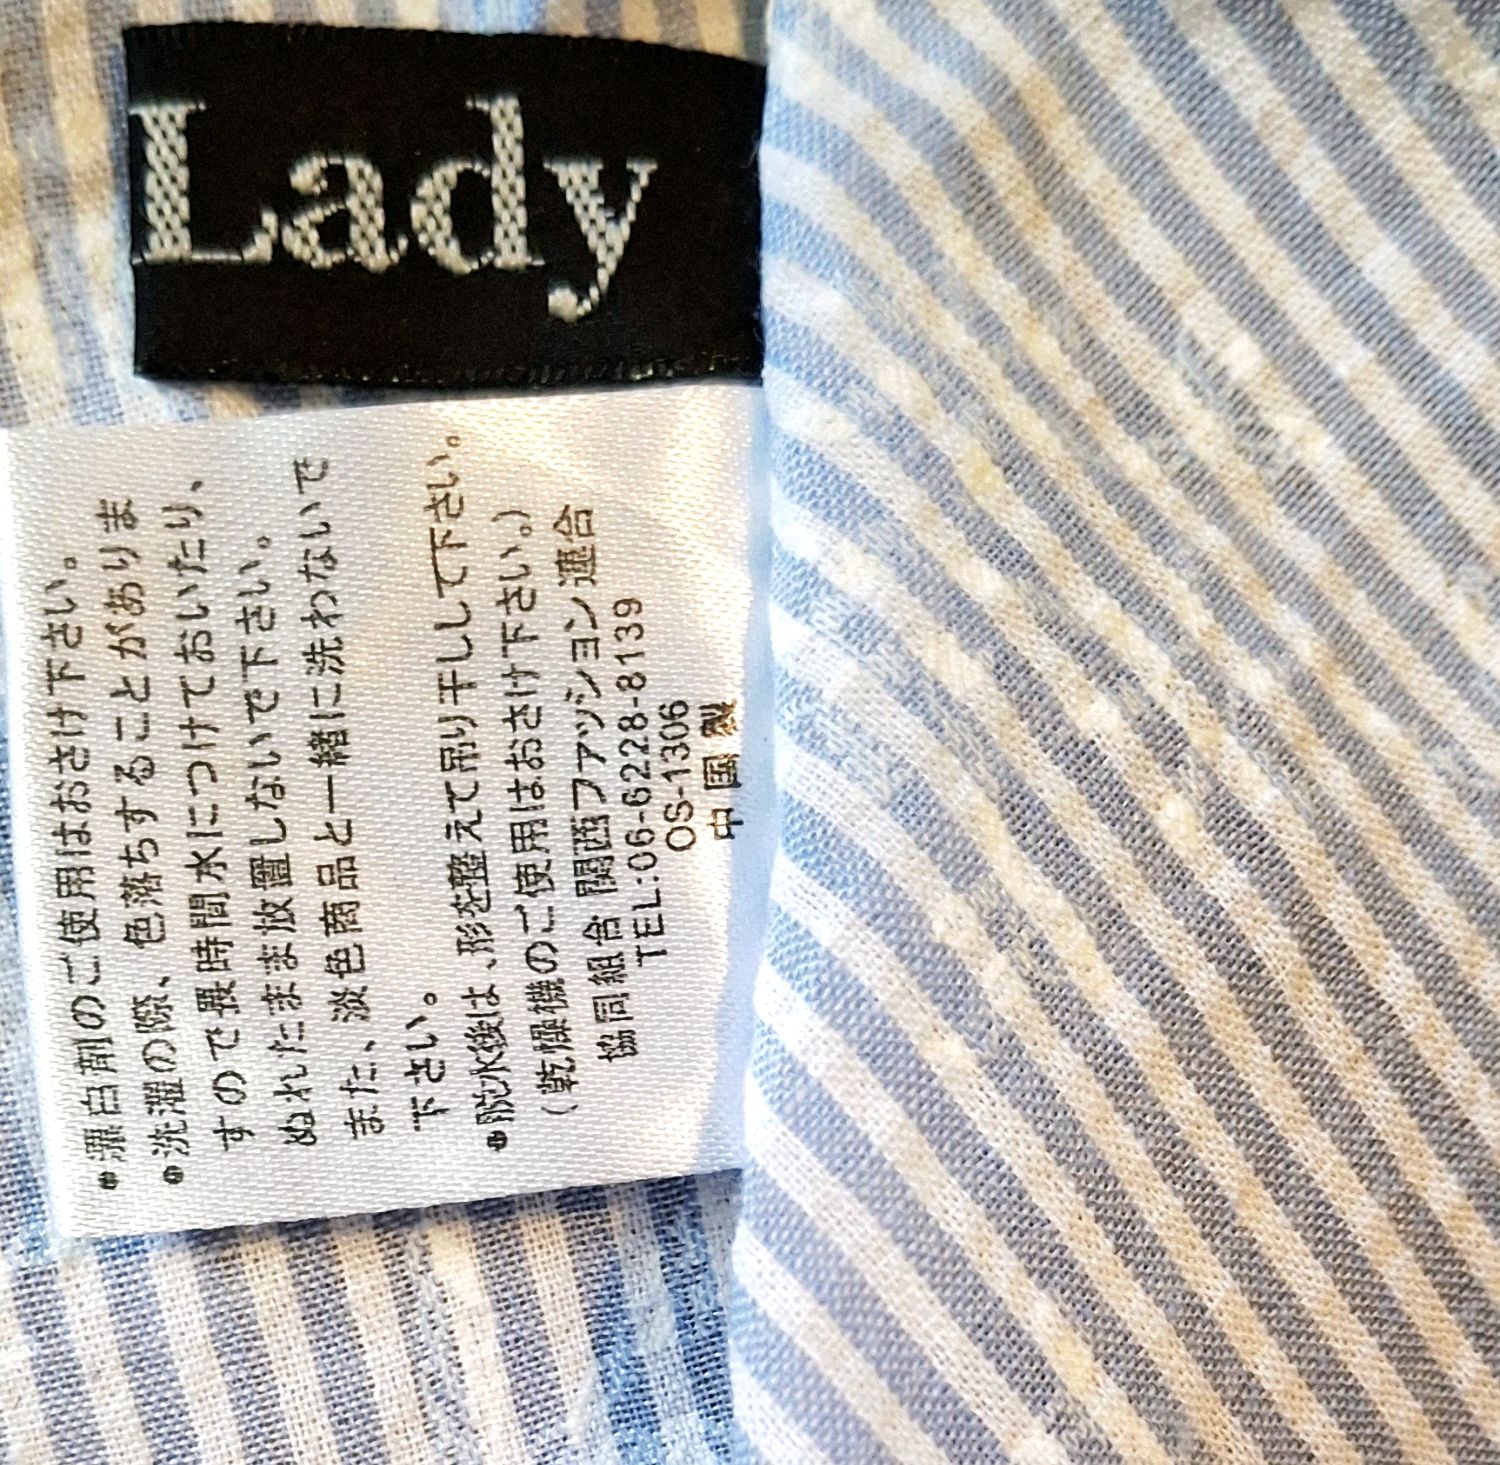 Lady
●漂白剤のご使用はおさけ下さい。
●洗濯の際、色落ちすることがありま
すので長時間水につけておいたり、
ぬれたまま放置しないで下さい。
また、淡色商品と一緒に洗わないで
下さい。
●脱水後は、形を整えて吊り干しして下さい。
(乾燥機のご使用はおさけ下さい。)
協同組合 関西ファッション連合
TEL:06-6228-8139
OS-1306
中国製